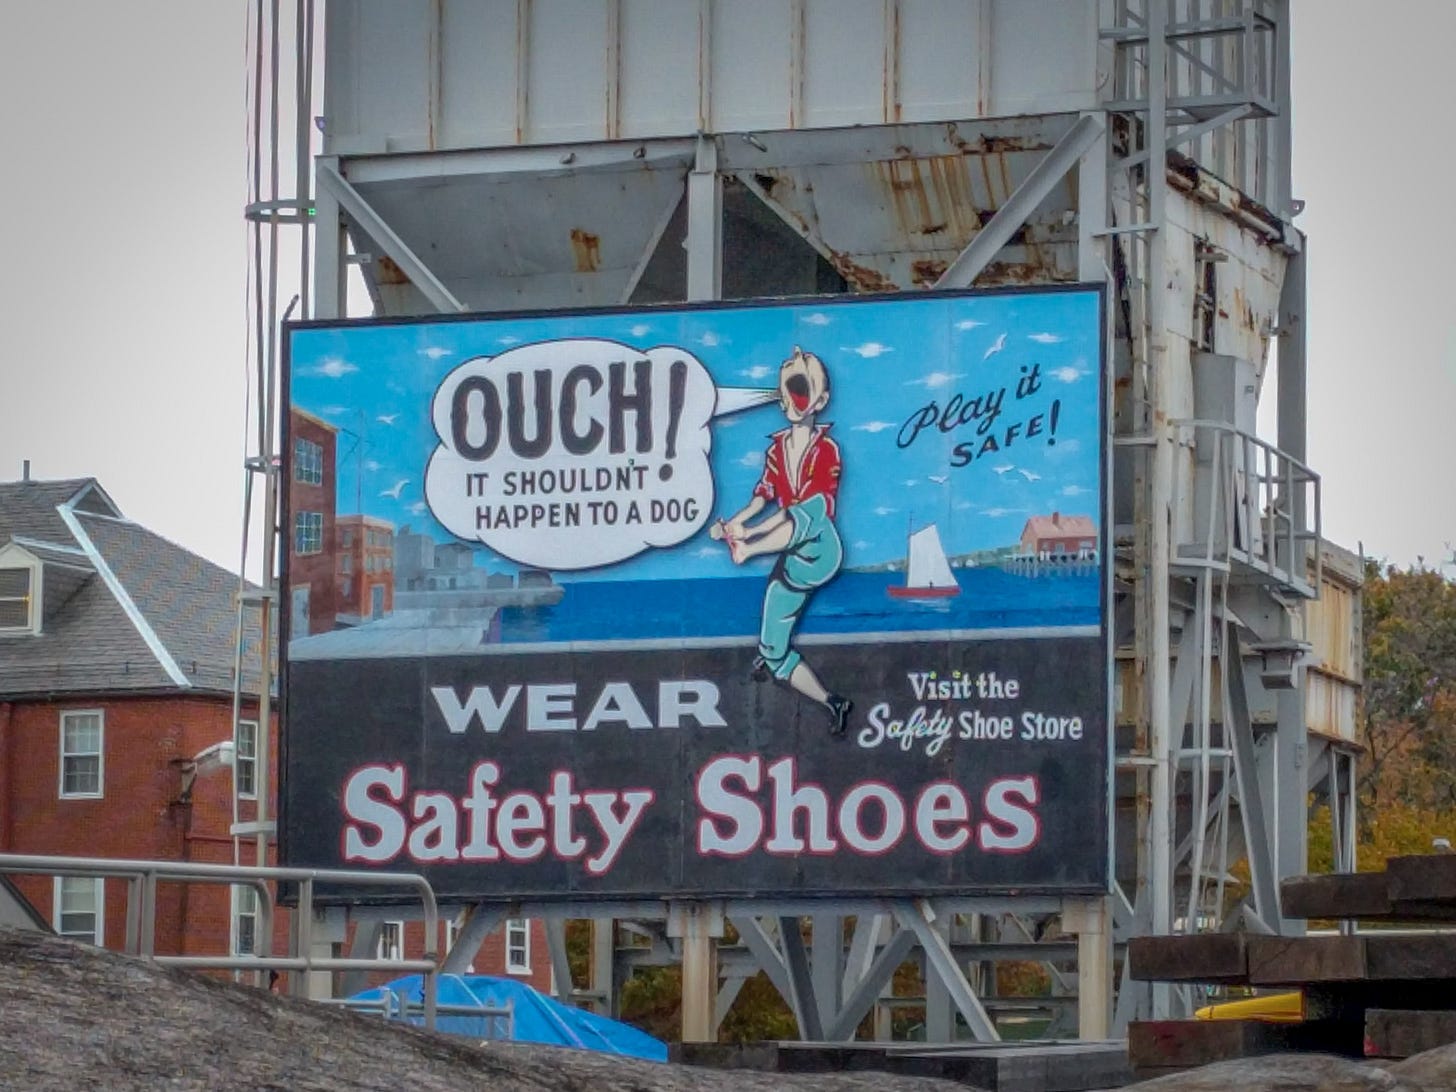 OUCH!
IT SHOULDN'T
HAPPEN TO A DOG
Play it
SAFE!
WEAR
Visit the
Safety Shoe Store
Safety Shoes